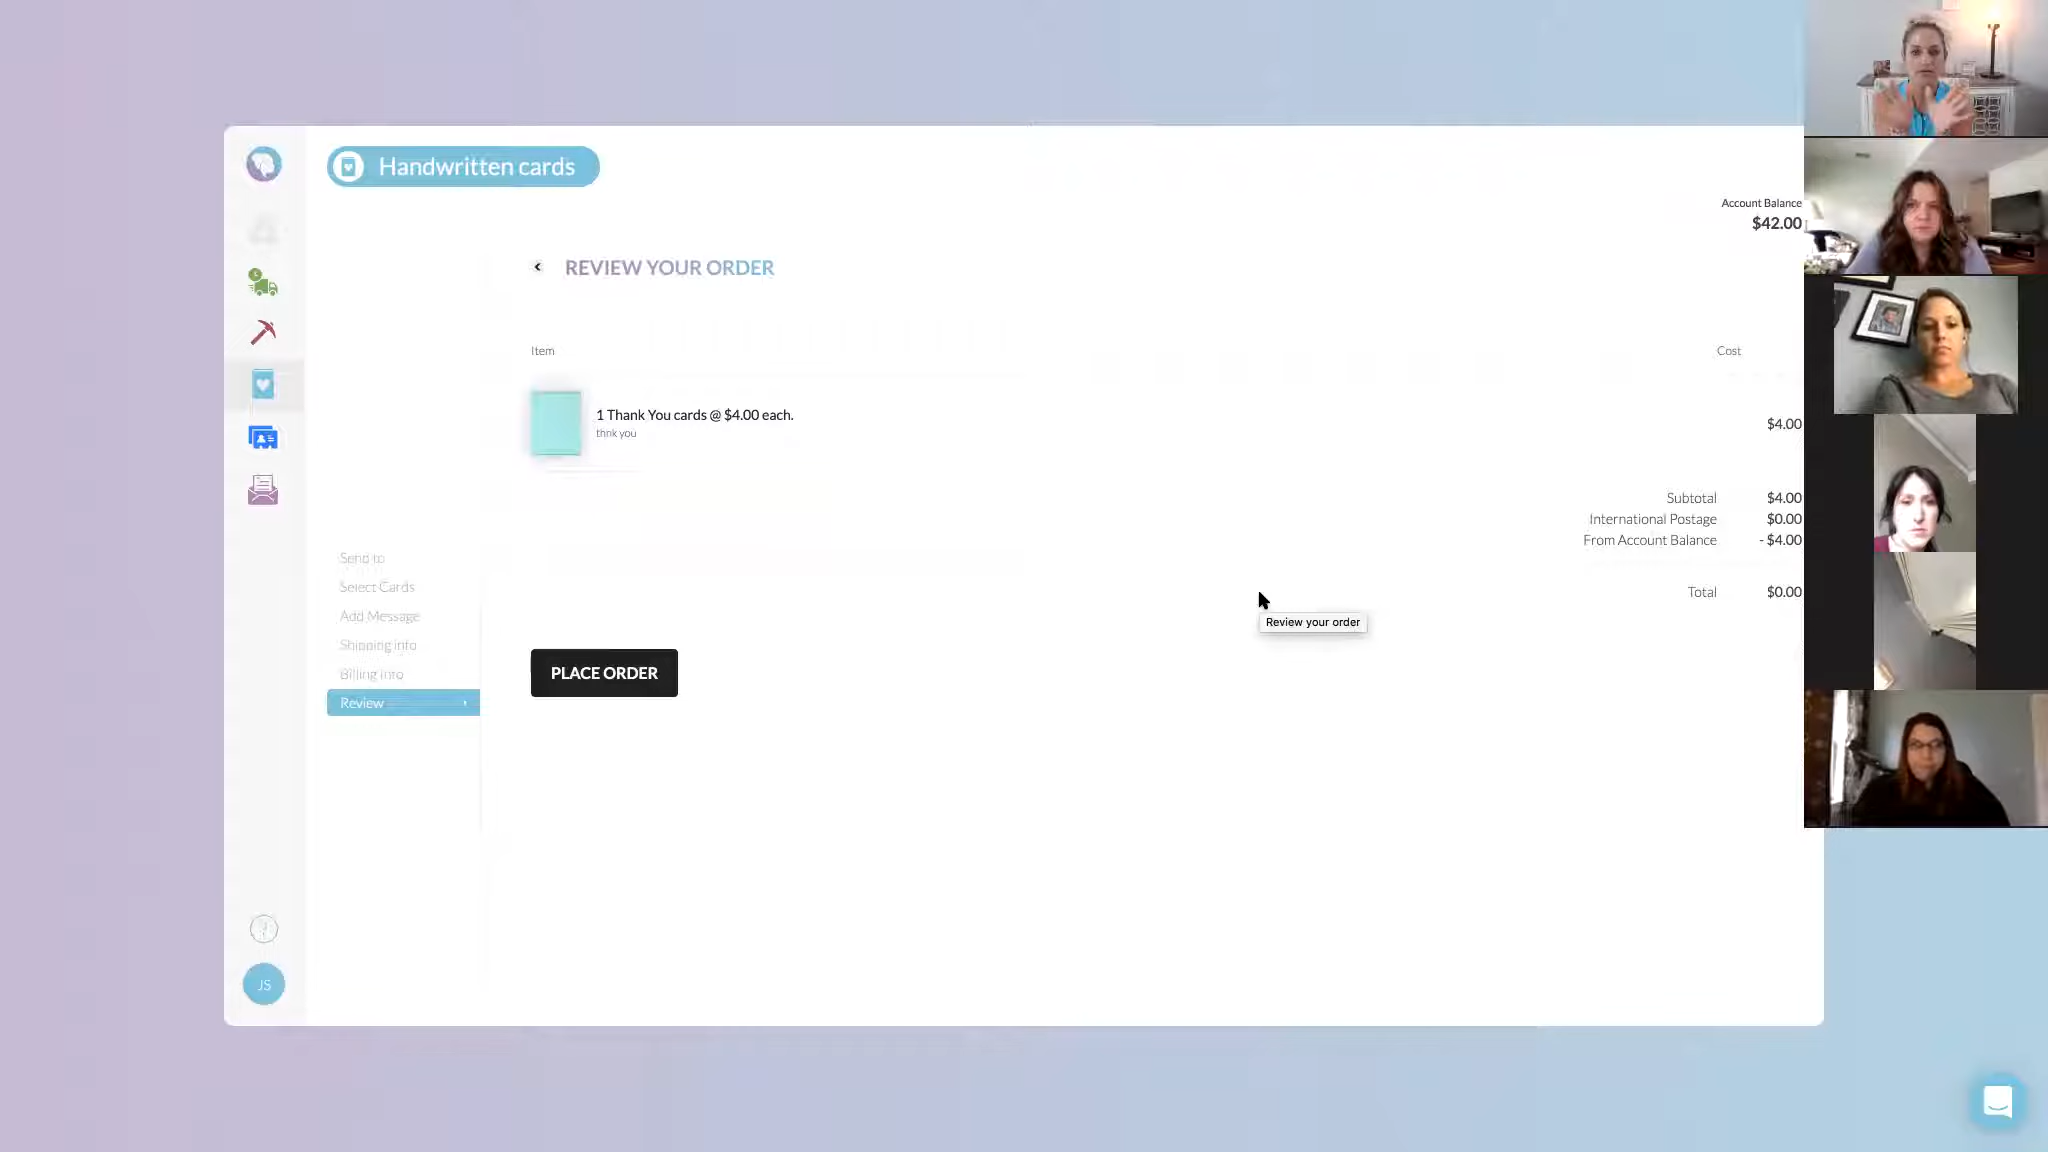 Handwritten cards
Account Balance
$42.00
REVIEW YOUR ORDER
Item
Cost
1 Thank You cards @ $4.00 each.
thnk you
$4.00
Subtotal $4.00
International Postage $0.00
From Account Balance - $4.00
Total $0.00
Send to
Select Cards
Add Message
Shipping info
Billing info
Review
Review your order
PLACE ORDER
JS